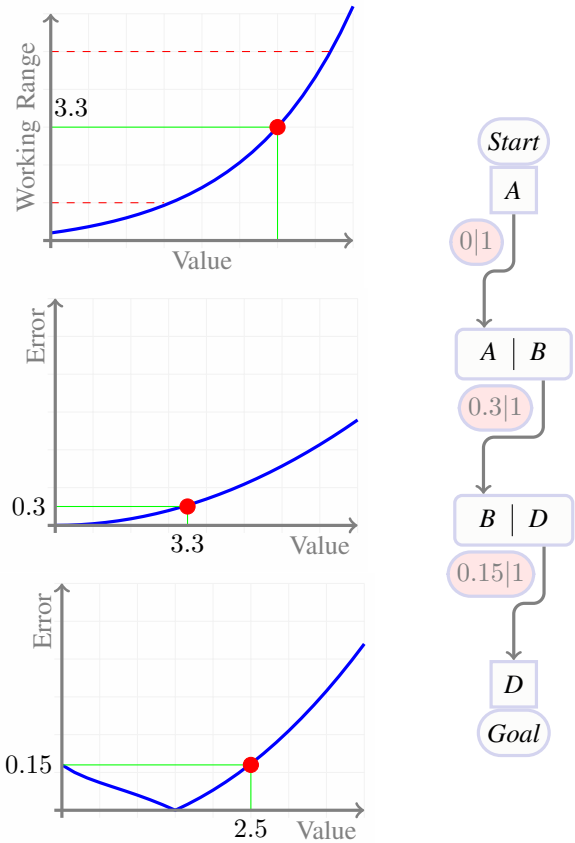 Working Range
3.3
Value
Error
0.3
3.3
Value
Error
0.15
2.5
Value
Start
A
0|1
A | B
0.3|1
B | D
0.15|1
D
Goal